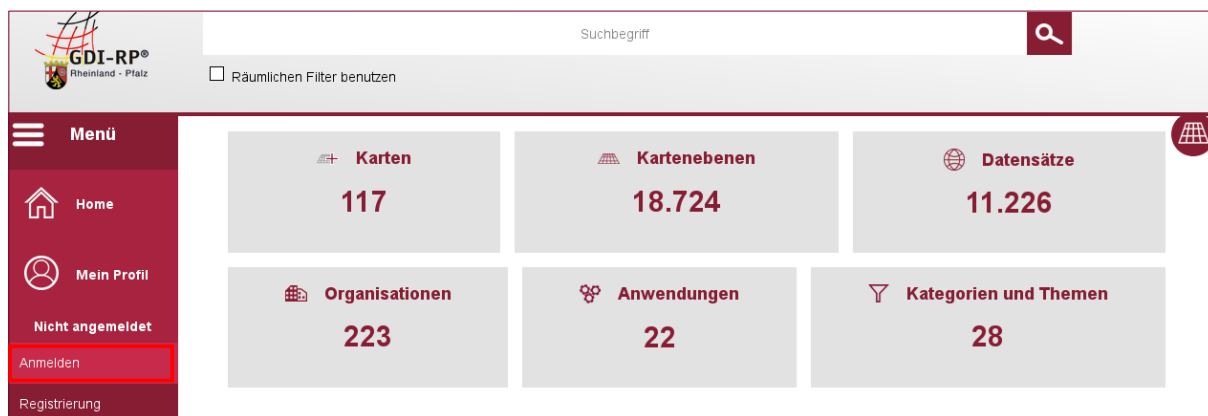 GDI-RP®
Rheinland - Pfalz
Suchbegriff
Räumlichen Filter benutzen
Menü
Home
Mein Profil
Nicht angemeldet
Anmelden
Registrierung
Karten
117
Kartenebenen
18.724
Datensätze
11.226
Organisationen
223
Anwendungen
22
Kategorien und Themen
28